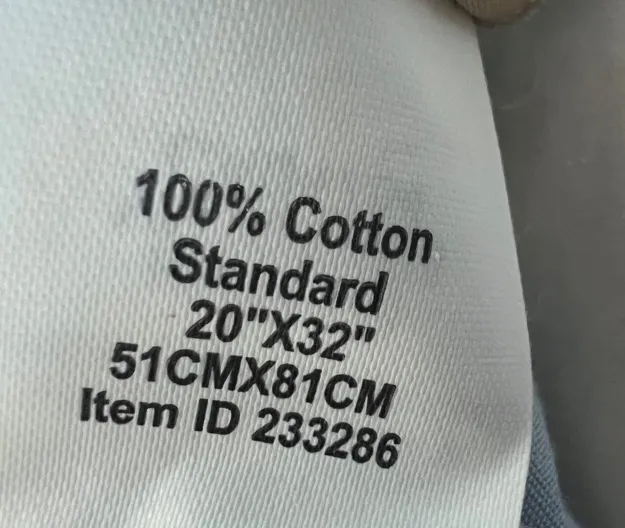 100% Cotton
Standard
20"X32"
51CMX81CM
Item ID 233286